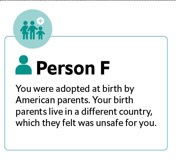 Person F
You were adopted at birth by
American parents. Your birth
parents live in a different country,
which they felt was unsafe for you.